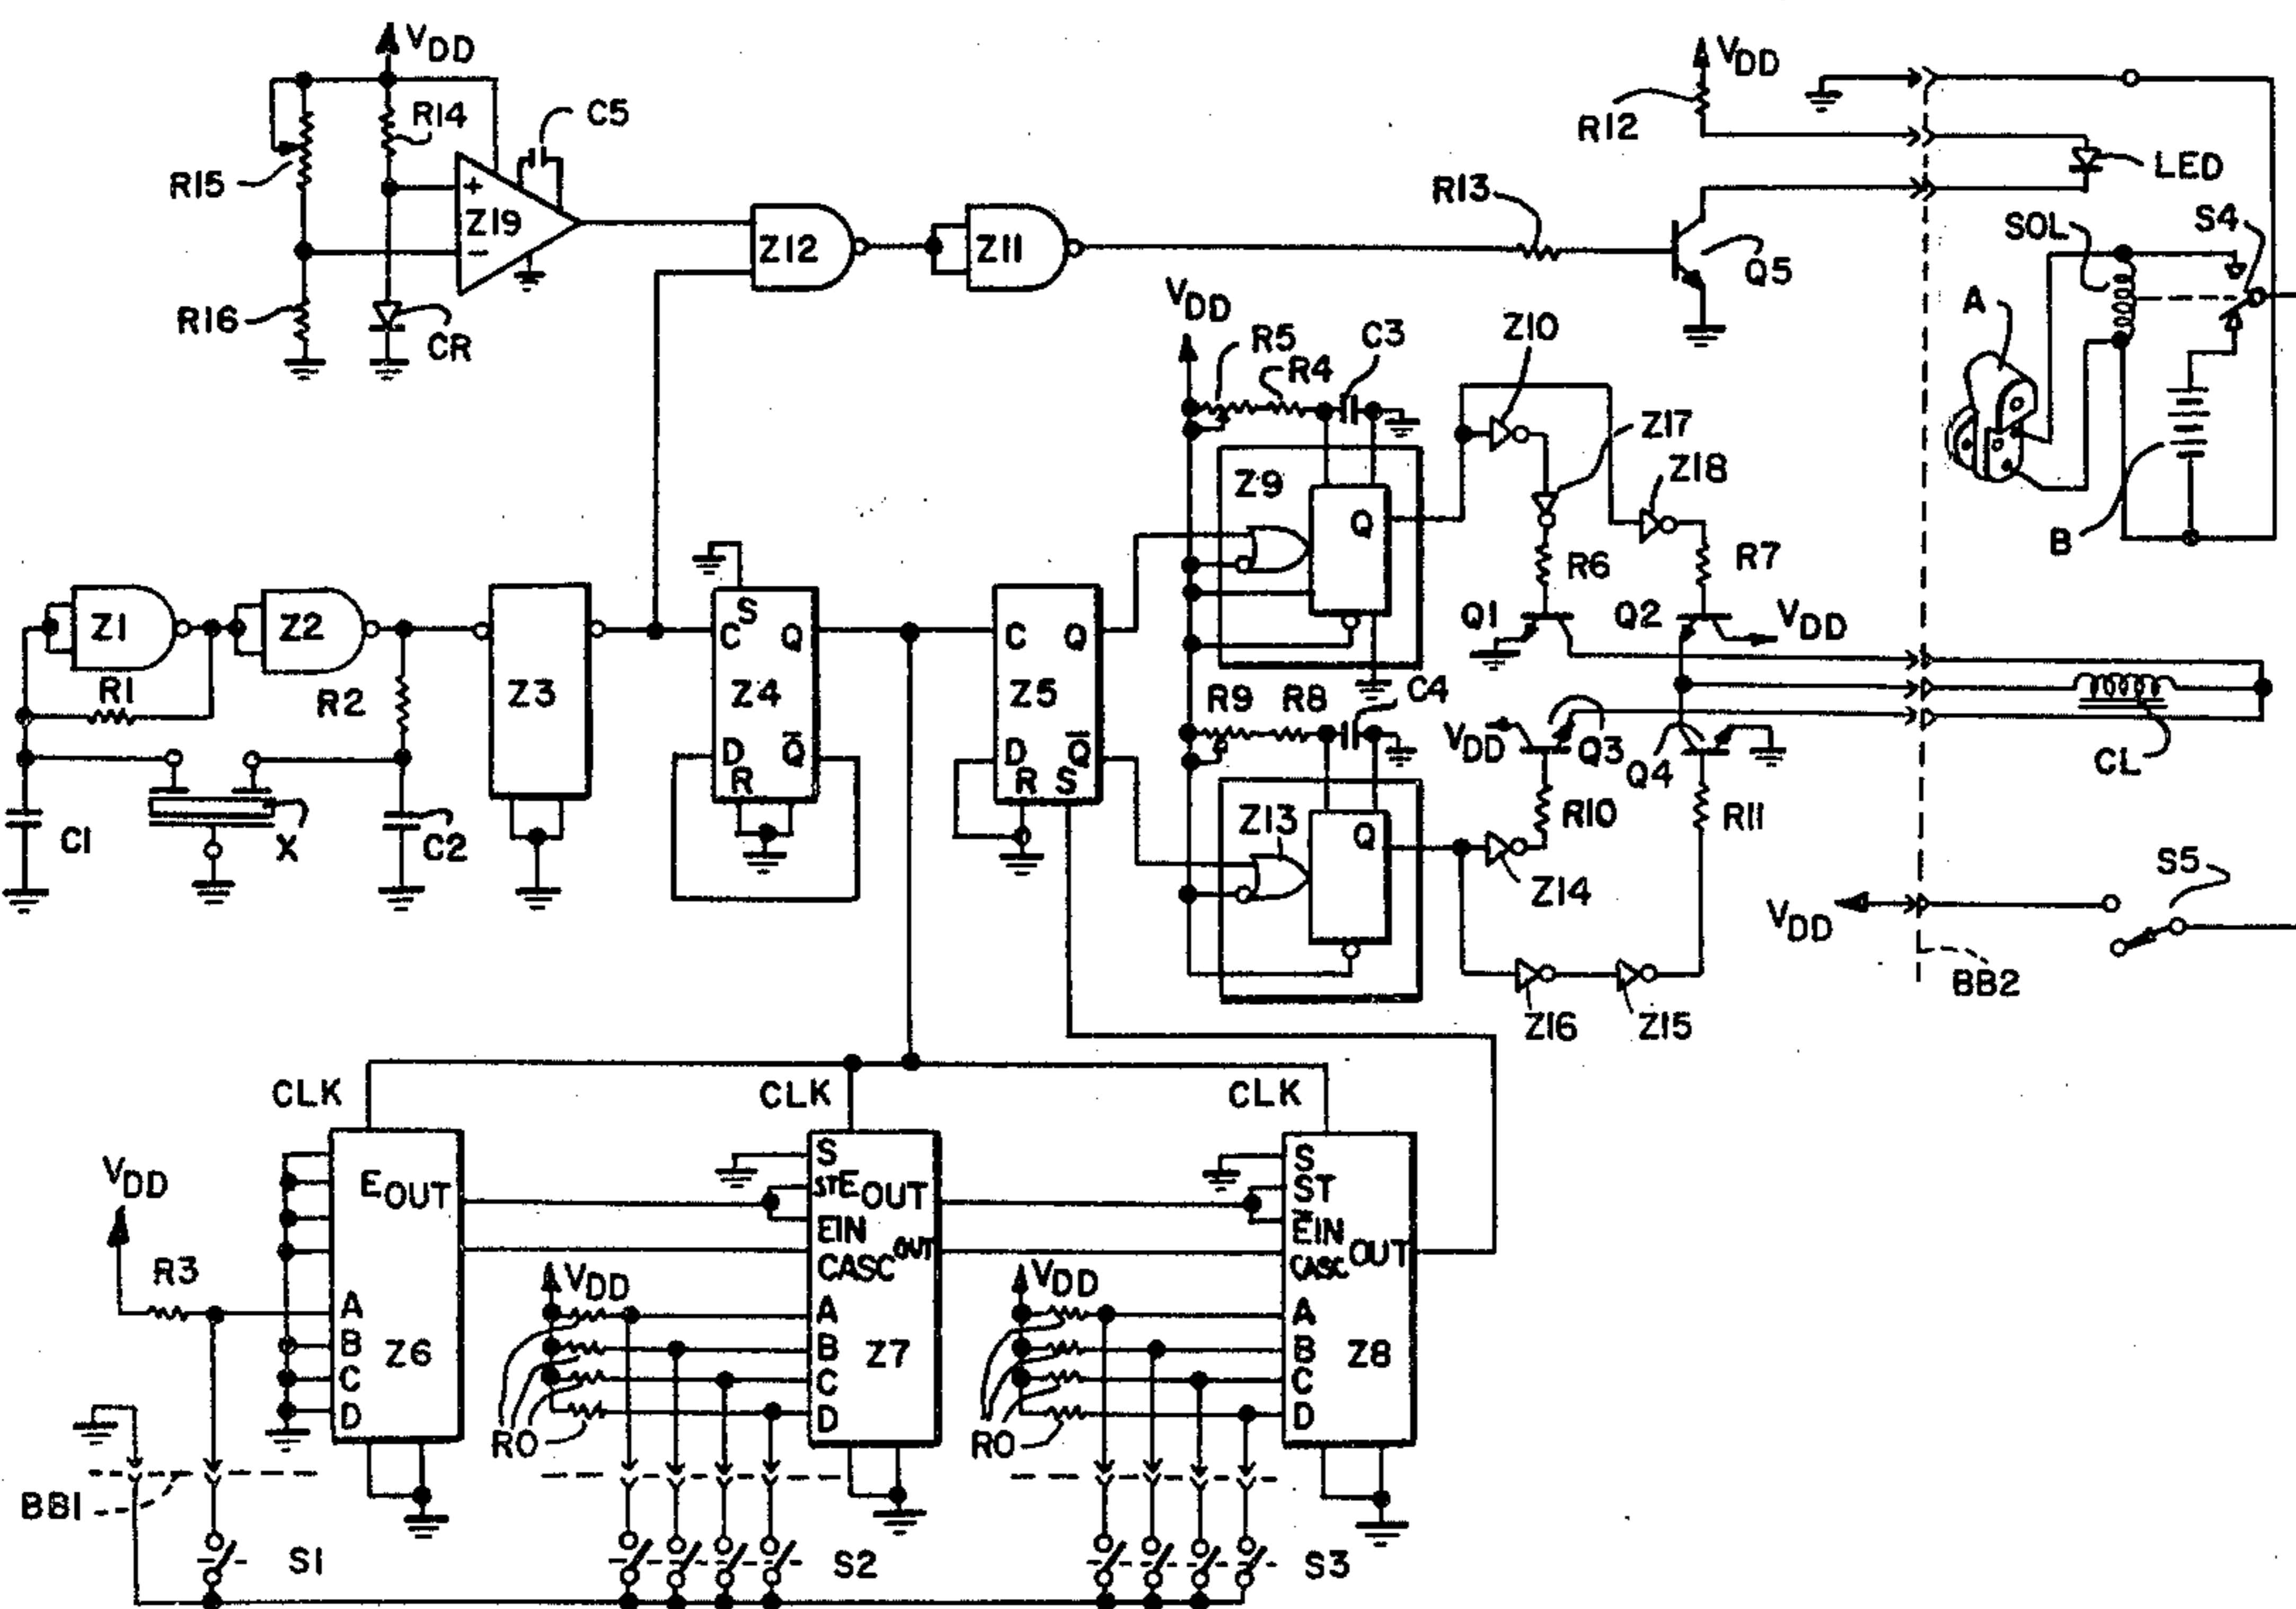 VDD
VDD
R14
C5
R12
R15
Z19
+
−
LED
R13
S4
SOL
Z12
Z11
Q5
R16
CR
VDD
A
R5
C3
Z10
R4
Z17
Z9
Z18
Q
B
R6
R7
Z1
Z2
S
Q1
Q2
VDD
C
Q
C
Q
R1
R2
Z3
Z4
Z5
R9
R8
C4
D
Q̅
D
Q̅
VDD
Q3
Q4
CL
R
R
S
C1
X
C2
Z13
Q
R10
R11
S5
Z14
VDD
BB2
Z16
Z15
CLK
CLK
CLK
VDD
EOUT
S
STEOUT
EIN
OUT
CASC
S
ST
E̅IN
CASC OUT
R3
VDD
VDD
A
A
A
B
Z6
B
Z7
B
Z8
C
C
C
D
D
D
RO
RO
BB1
S1
S2
S3